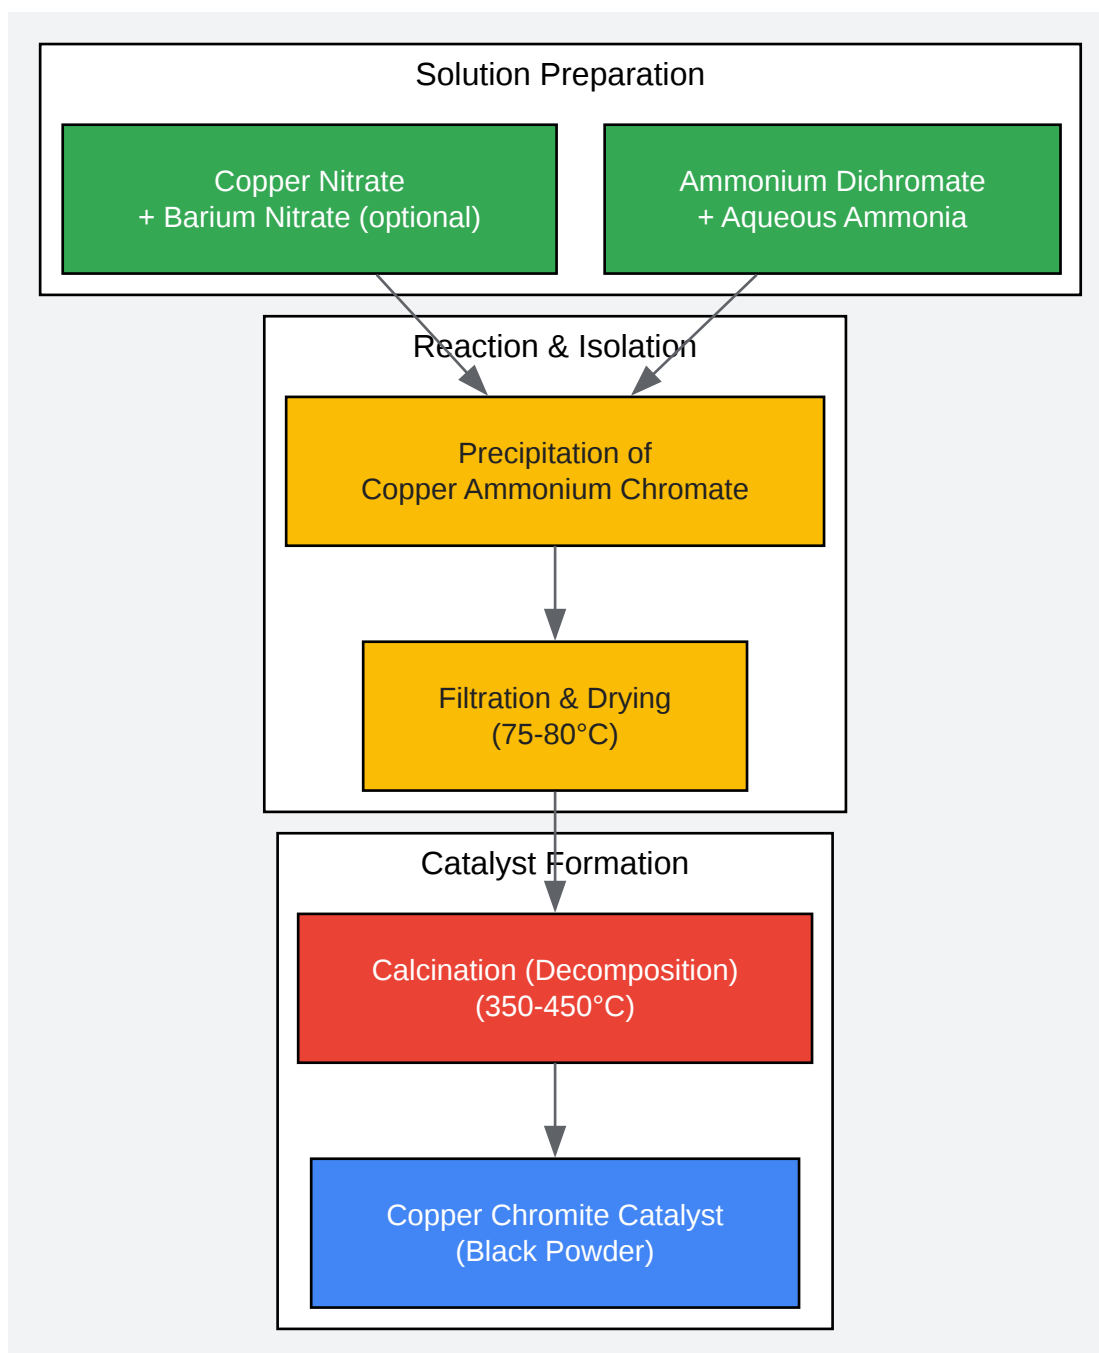 Solution Preparation
Copper Nitrate
+ Barium Nitrate (optional)
Ammonium Dichromate
+ Aqueous Ammonia
Reaction & Isolation
Precipitation of
Copper Ammonium Chromate
Filtration & Drying
(75-80°C)
Catalyst Formation
Calcination (Decomposition)
(350-450°C)
Copper Chromite Catalyst
(Black Powder)